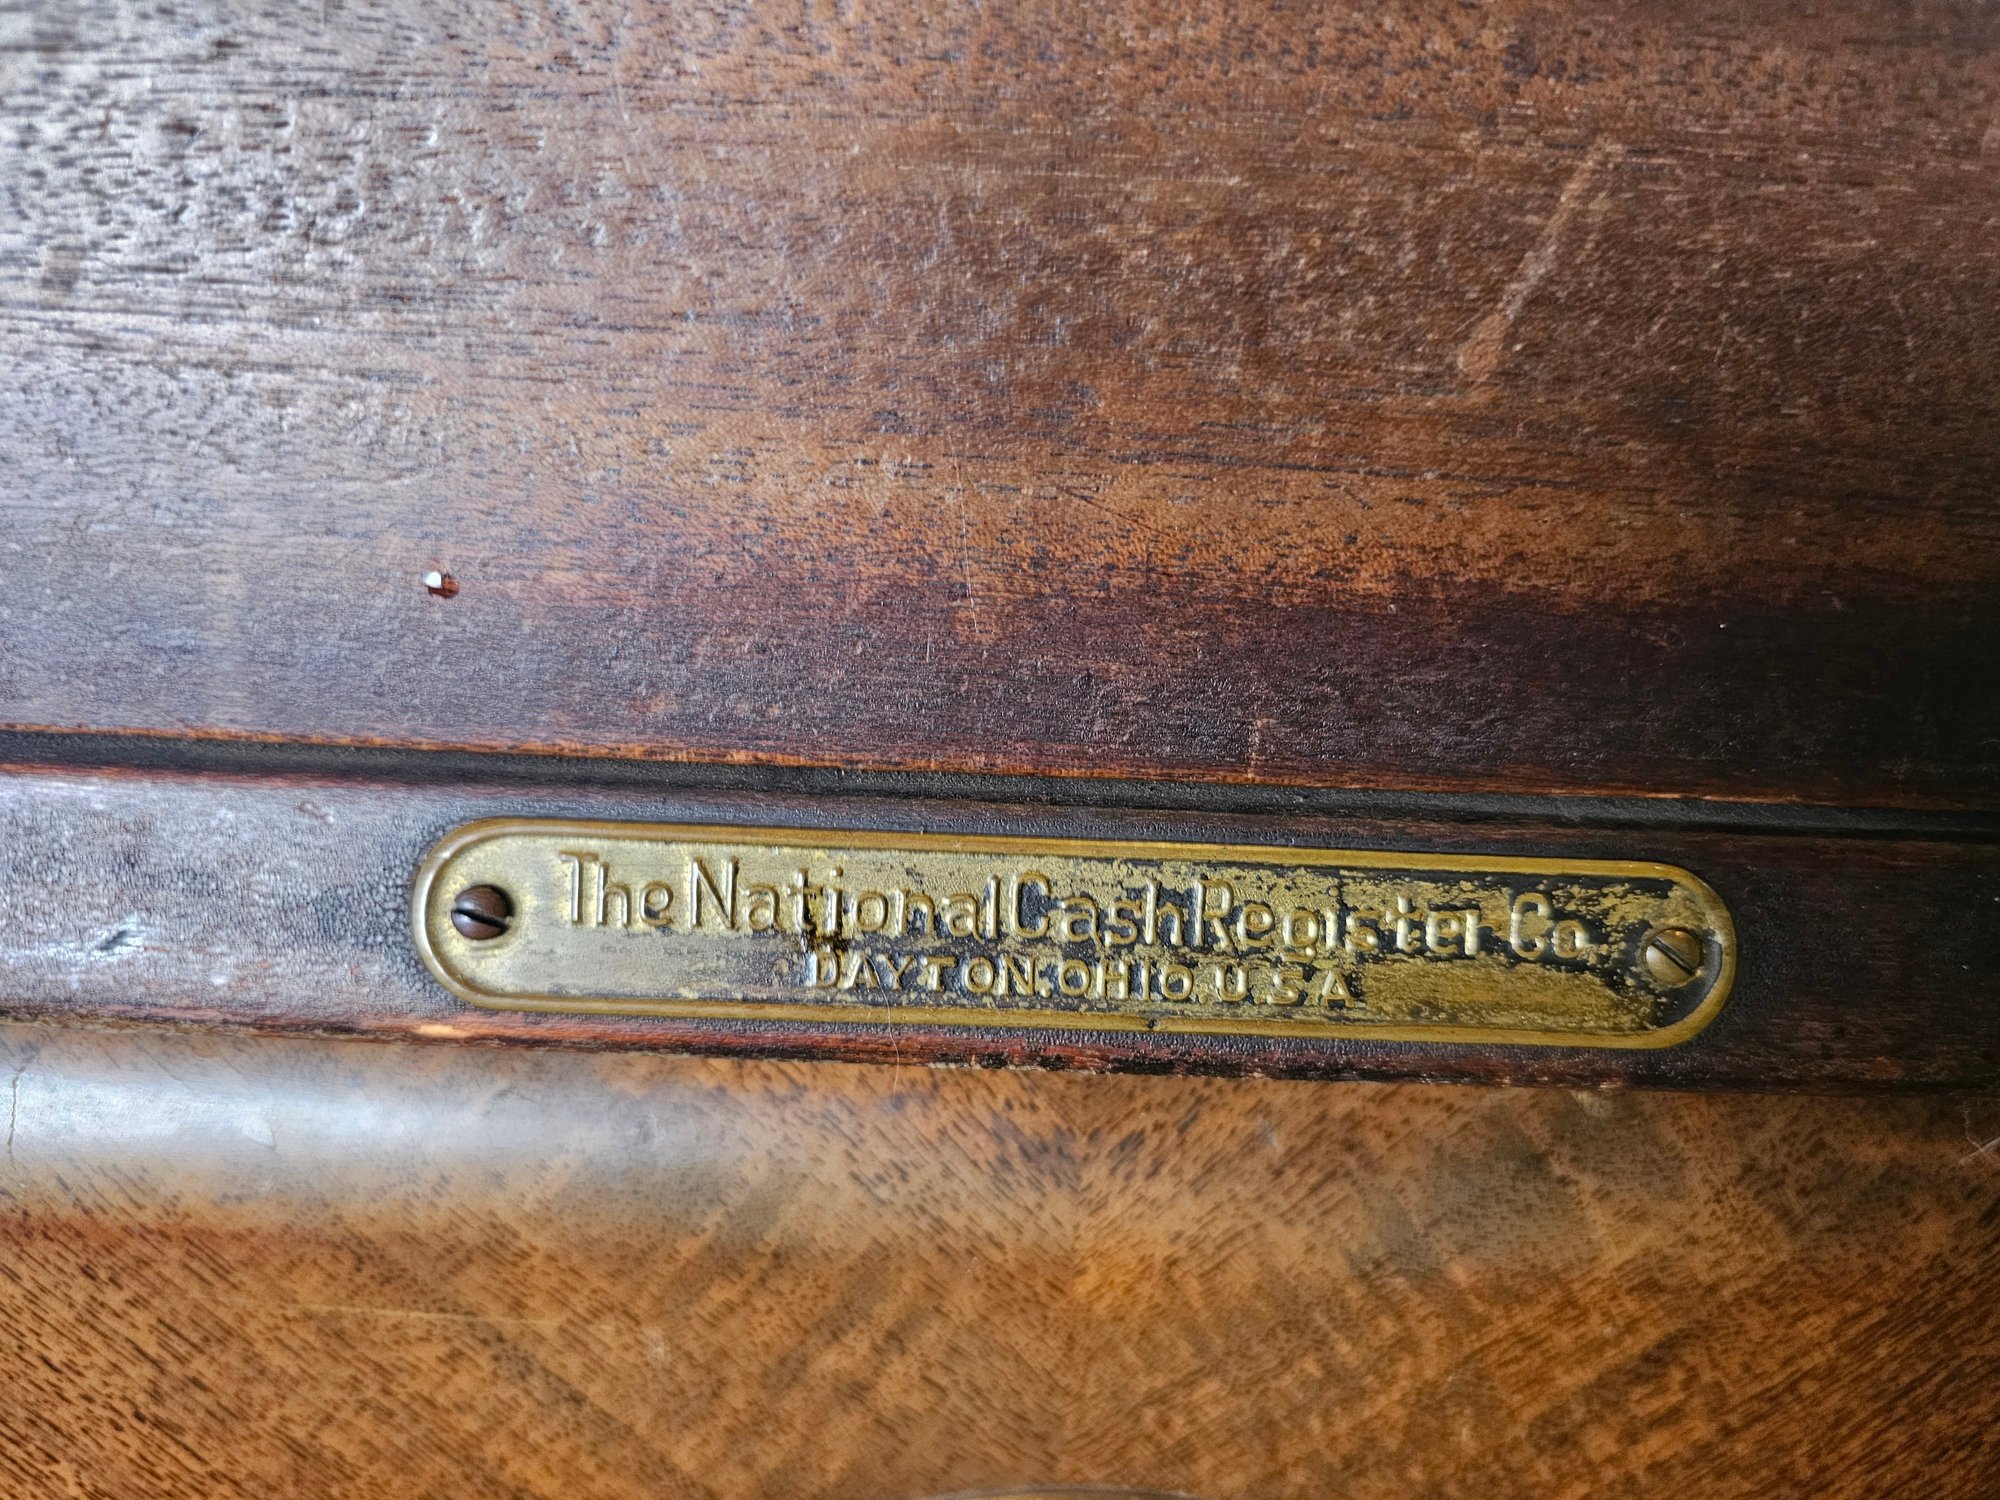 The National Cash Register Co.
DAYTON, OHIO. U.S.A